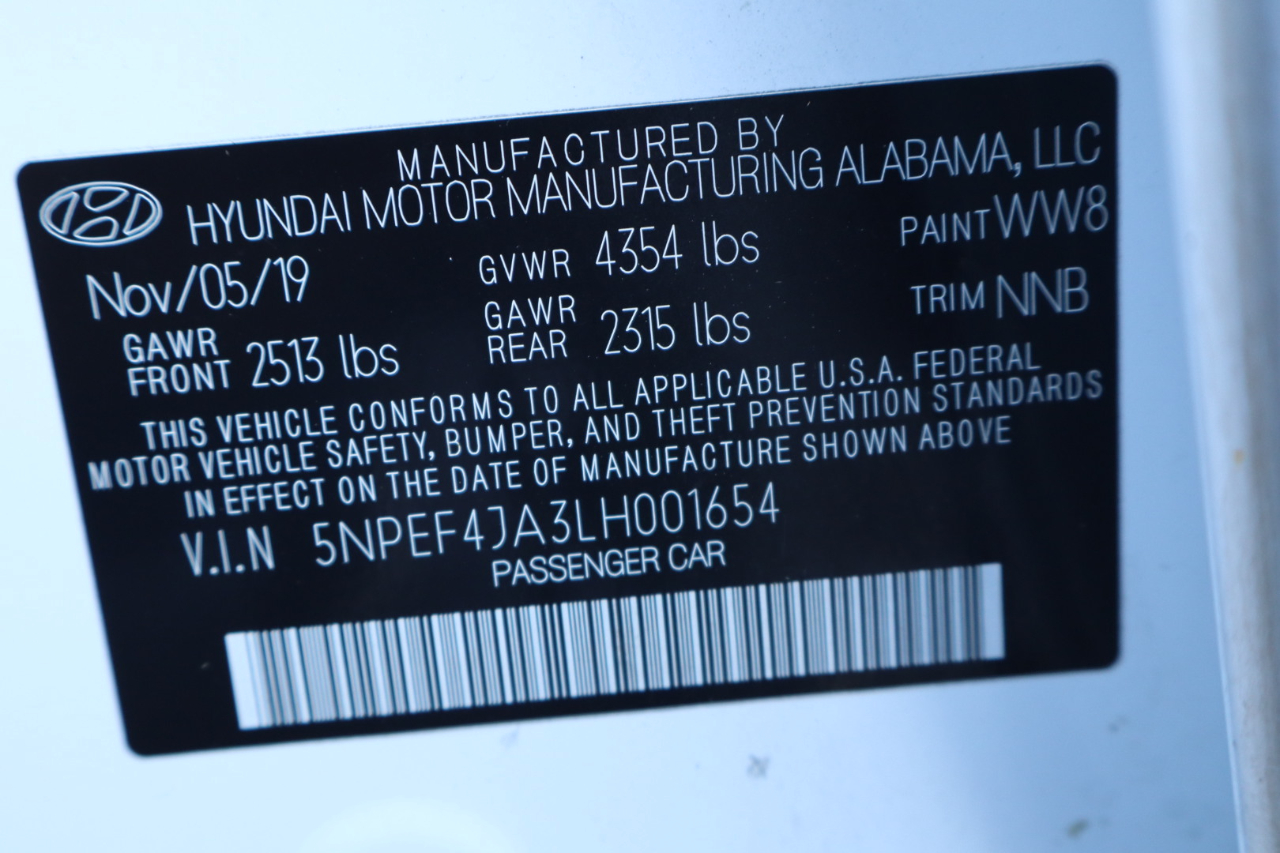 MANUFACTURED BY
HYUNDAI MOTOR MANUFACTURING ALABAMA, LLC
Nov/05/19 GVWR 4354 lbs PAINT WW8
GAWR FRONT 2513 lbs GAWR REAR 2315 lbs TRIM NNB
THIS VEHICLE CONFORMS TO ALL APPLICABLE U.S.A. FEDERAL
MOTOR VEHICLE SAFETY, BUMPER, AND THEFT PREVENTION STANDARDS
IN EFFECT ON THE DATE OF MANUFACTURE SHOWN ABOVE
V.I.N 5NPEF4JA3LH001654
PASSENGER CAR